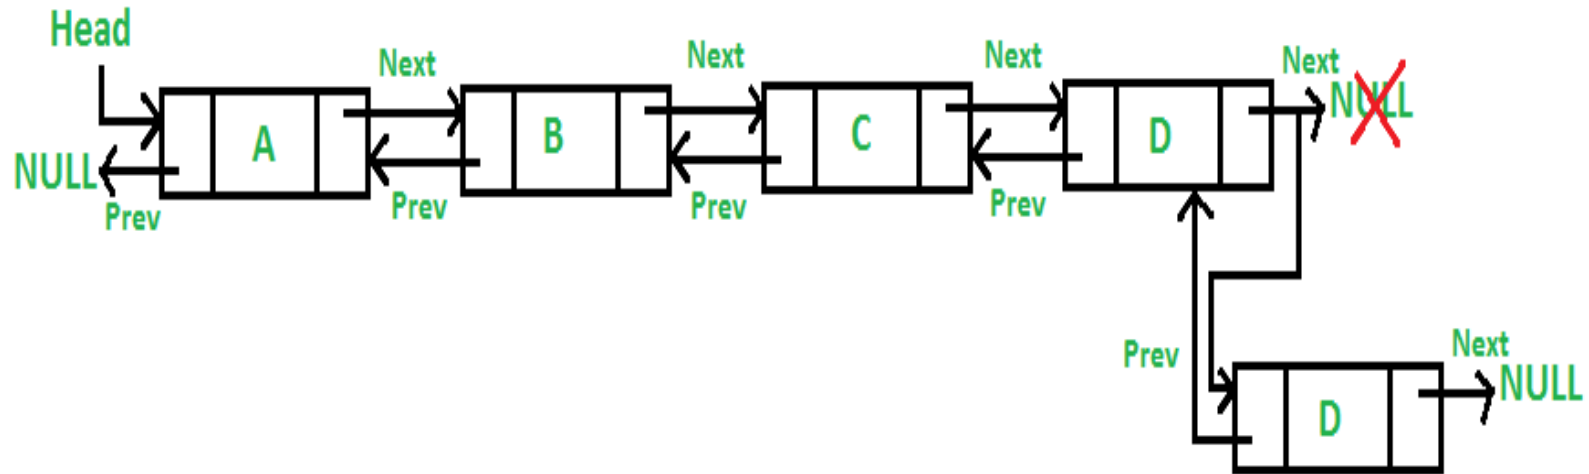 Head
Next Next Next Next
NULL
A B C D
NULL
Prev Prev Prev Prev
Prev
Next
NULL
D